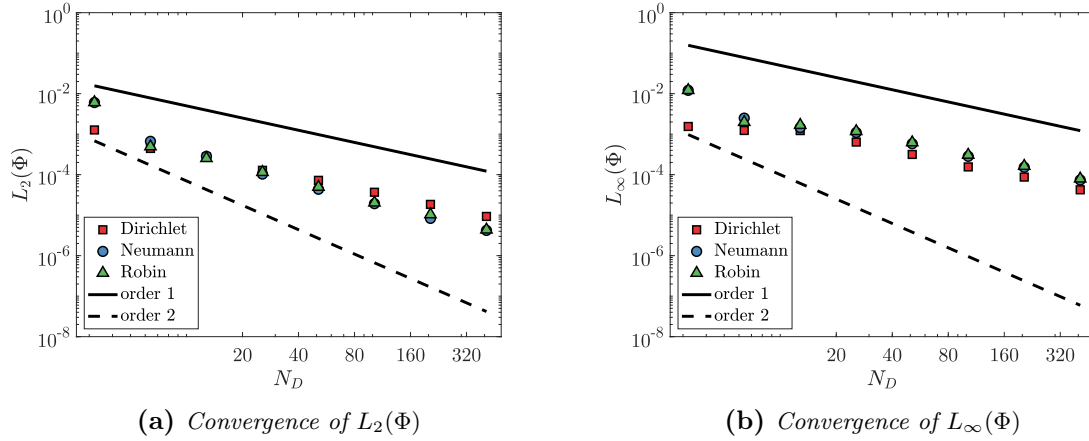 10^0
10^-2
10^-4
10^-6
10^-8
L_2(Φ)
Dirichlet
Neumann
Robin
order 1
order 2
20 40 80 160 320
N_D
(a) Convergence of L_2(Φ)
10^0
10^-2
10^-4
10^-6
10^-8
L_∞(Φ)
Dirichlet
Neumann
Robin
order 1
order 2
20 40 80 160 320
N_D
(b) Convergence of L_∞(Φ)